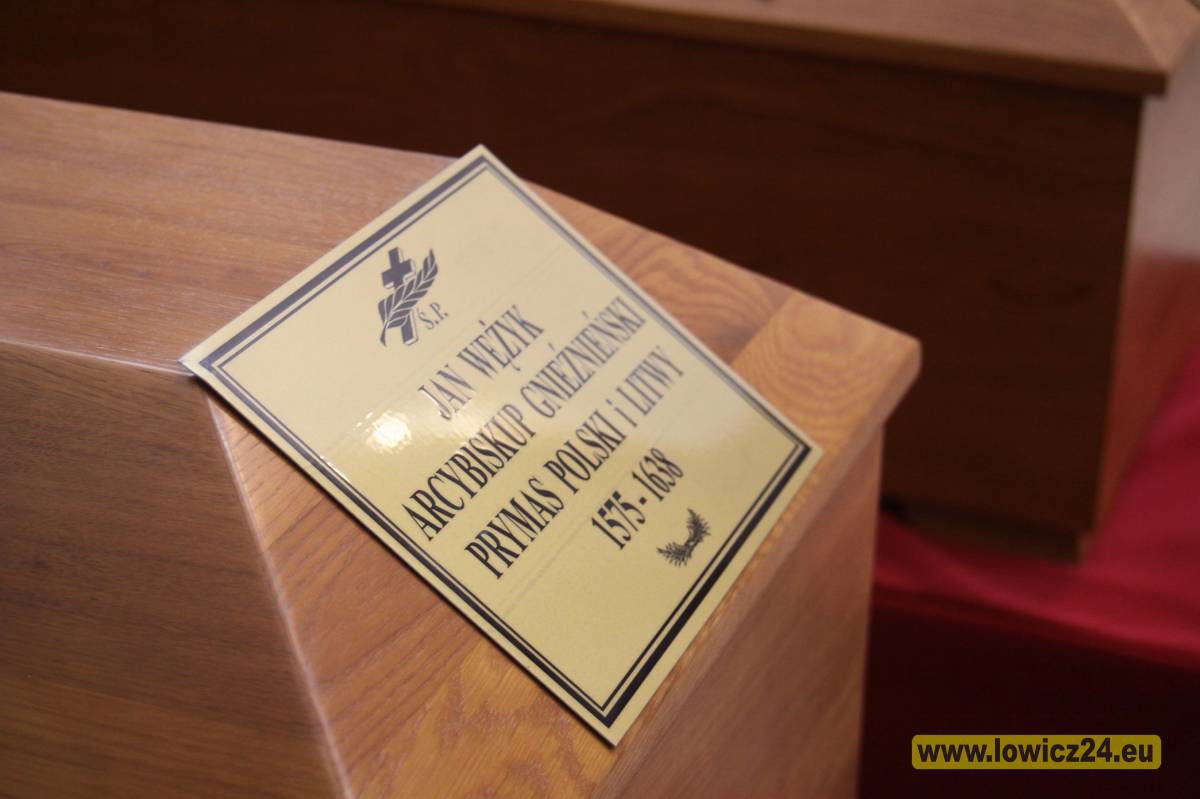 Ś.P.
JAN WĘŻYK
ARCYBISKUP GNIEŹNIEŃSKI
PRYMAS POLSKI i LITWY
1575 - 1638
www.lowicz24.eu